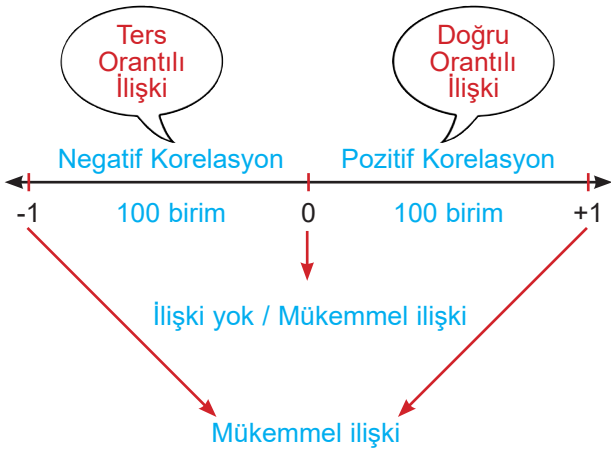 Ters
Orantılı
İlişki
Doğru
Orantılı
İlişki
Negatif Korelasyon
Pozitif Korelasyon
-1
100 birim
0
100 birim
+1
İlişki yok / Mükemmel ilişki
Mükemmel ilişki